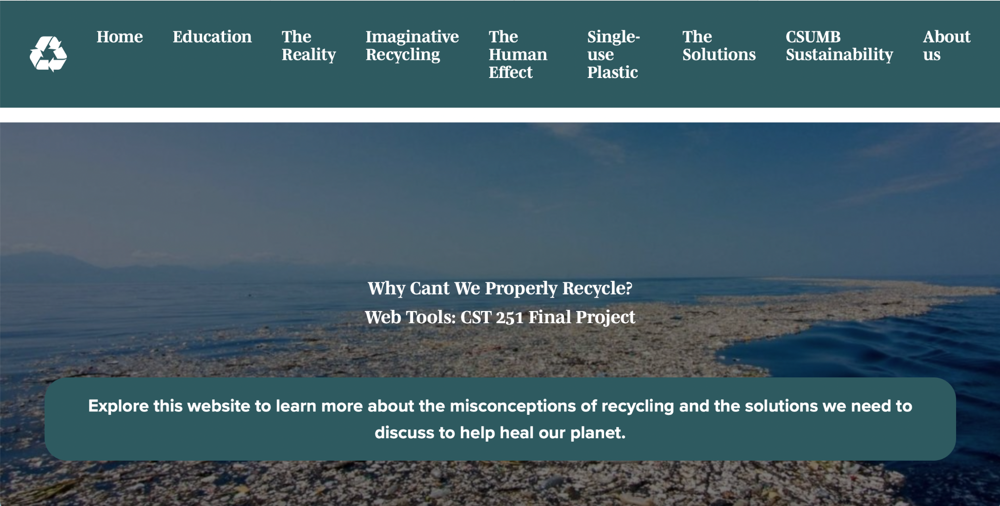 Home
Education
The
Reality
Imaginative
Recycling
The
Human
Effect
Single-
use
Plastic
The
Solutions
CSUMB
Sustainability
About
us
Why Cant We Properly Recycle?
Web Tools: CST 251 Final Project
Explore this website to learn more about the misconceptions of recycling and the solutions we need to
discuss to help heal our planet.